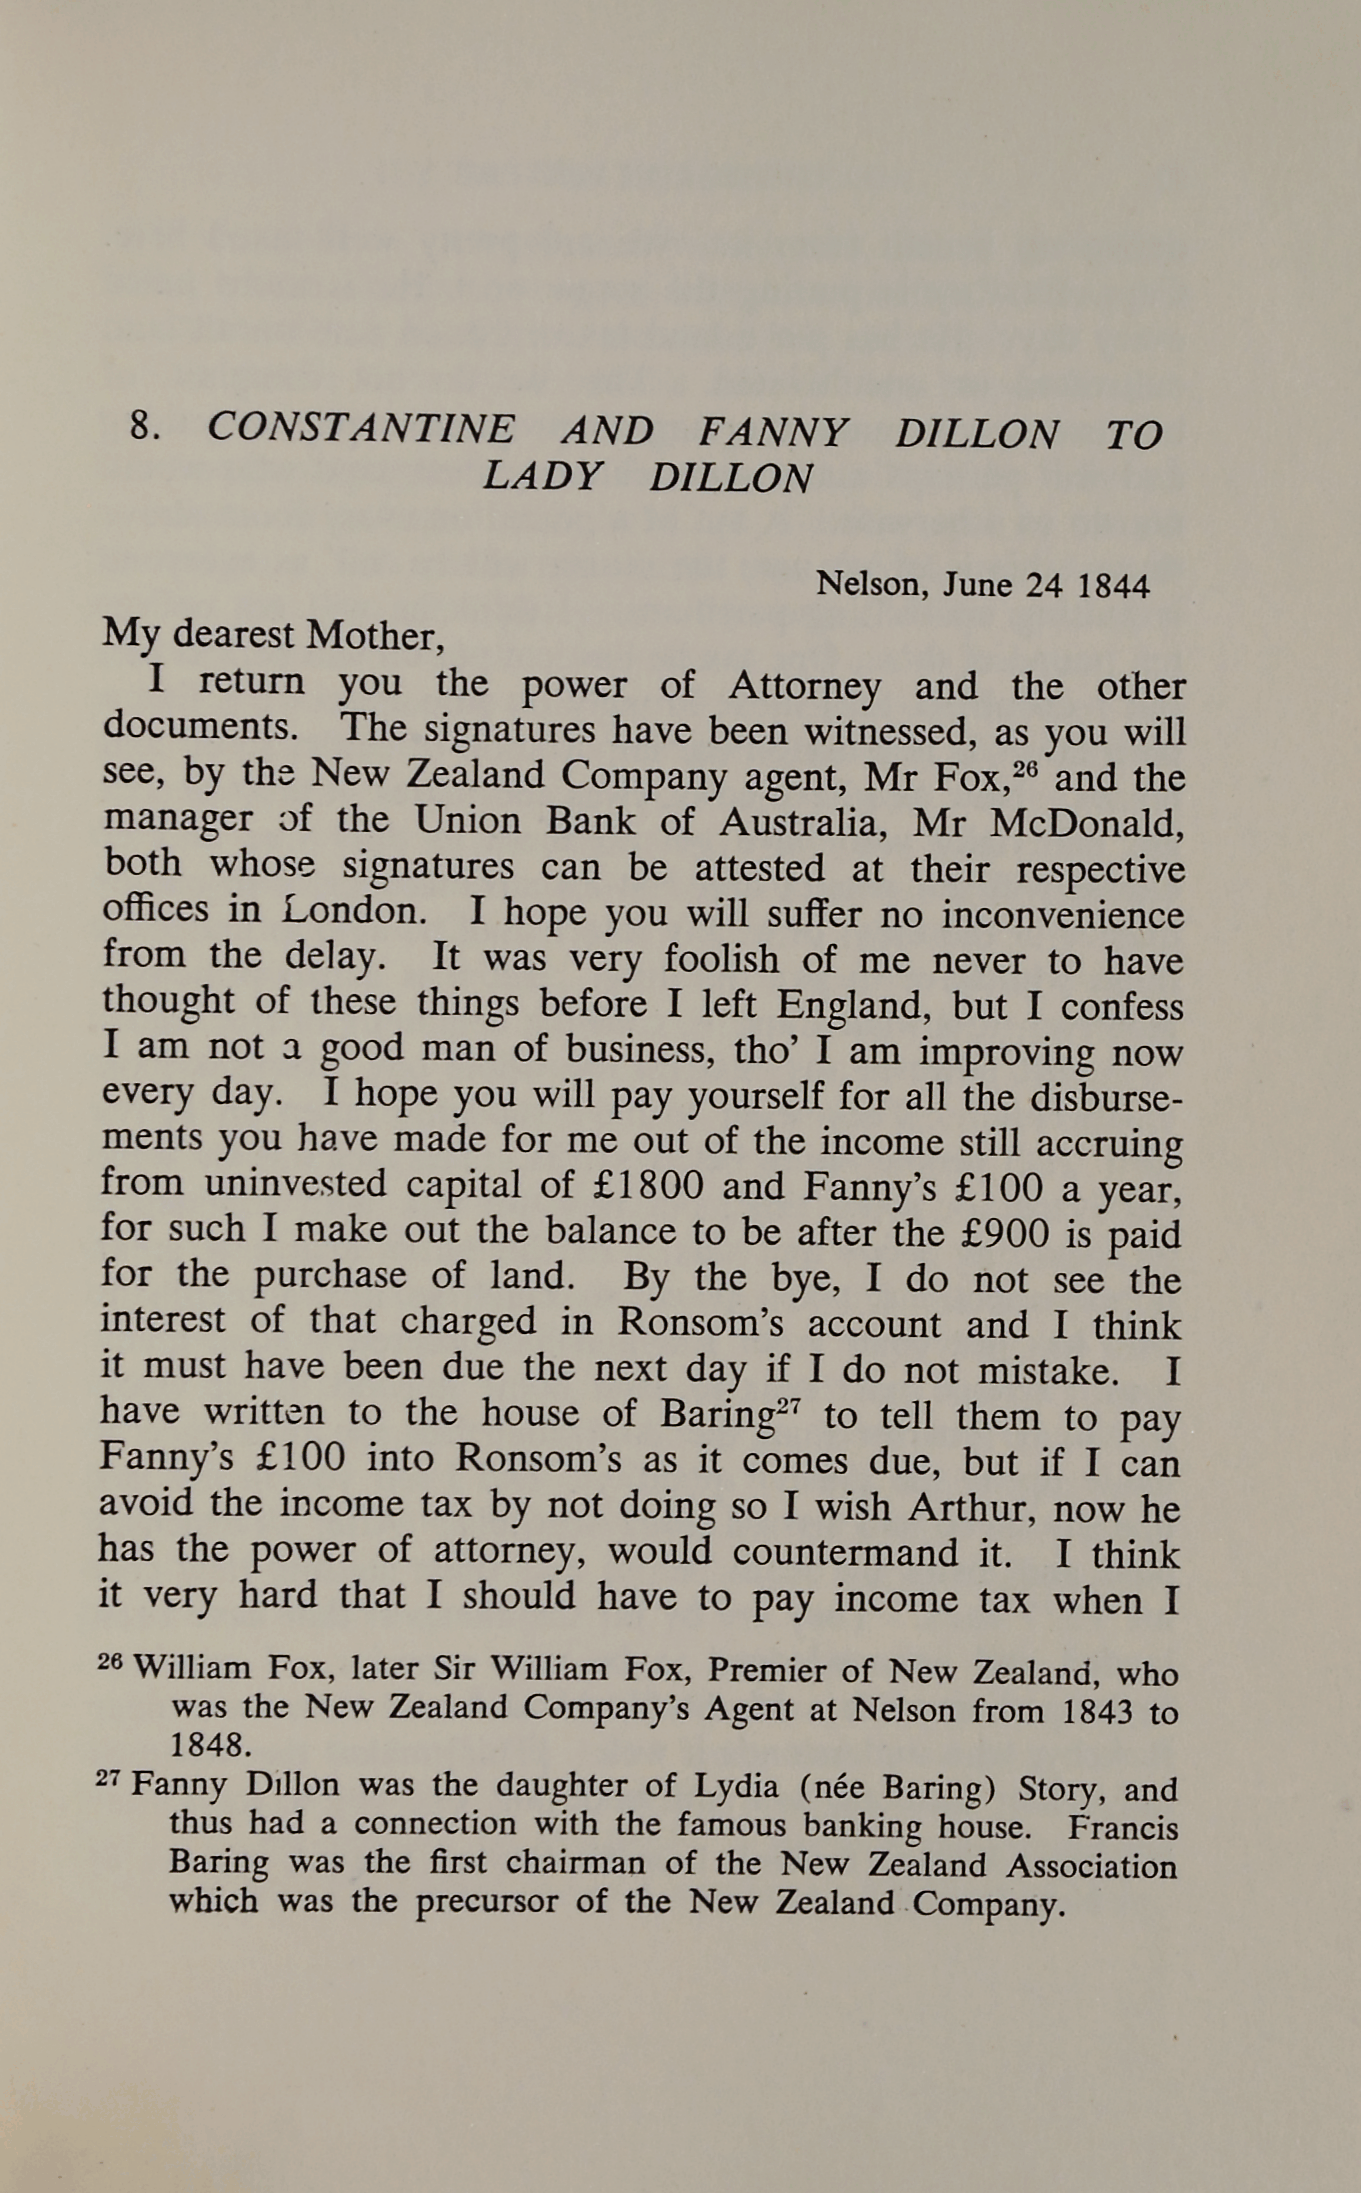 8. CONSTANTINE AND FANNY DILLON TO
LADY DILLON
Nelson, June 24 1844
My dearest Mother,
I return you the power of Attorney and the other
documents. The signatures have been witnessed, as you will
see, by the New Zealand Company agent, Mr Fox,²⁶ and the
manager of the Union Bank of Australia, Mr McDonald,
both whose signatures can be attested at their respective
offices in London. I hope you will suffer no inconvenience
from the delay. It was very foolish of me never to have
thought of these things before I left England, but I confess
I am not a good man of business, tho' I am improving now
every day. I hope you will pay yourself for all the disburse-
ments you have made for me out of the income still accruing
from uninvested capital of £1800 and Fanny's £100 a year,
for such I make out the balance to be after the £900 is paid
for the purchase of land. By the bye, I do not see the
interest of that charged in Ronsom's account and I think
it must have been due the next day if I do not mistake. I
have written to the house of Baring²⁷ to tell them to pay
Fanny's £100 into Ronsom's as it comes due, but if I can
avoid the income tax by not doing so I wish Arthur, now he
has the power of attorney, would countermand it. I think
it very hard that I should have to pay income tax when I
²⁶ William Fox, later Sir William Fox, Premier of New Zealand, who
was the New Zealand Company's Agent at Nelson from 1843 to
1848.
²⁷ Fanny Dillon was the daughter of Lydia (née Baring) Story, and
thus had a connection with the famous banking house. Francis
Baring was the first chairman of the New Zealand Association
which was the precursor of the New Zealand Company.